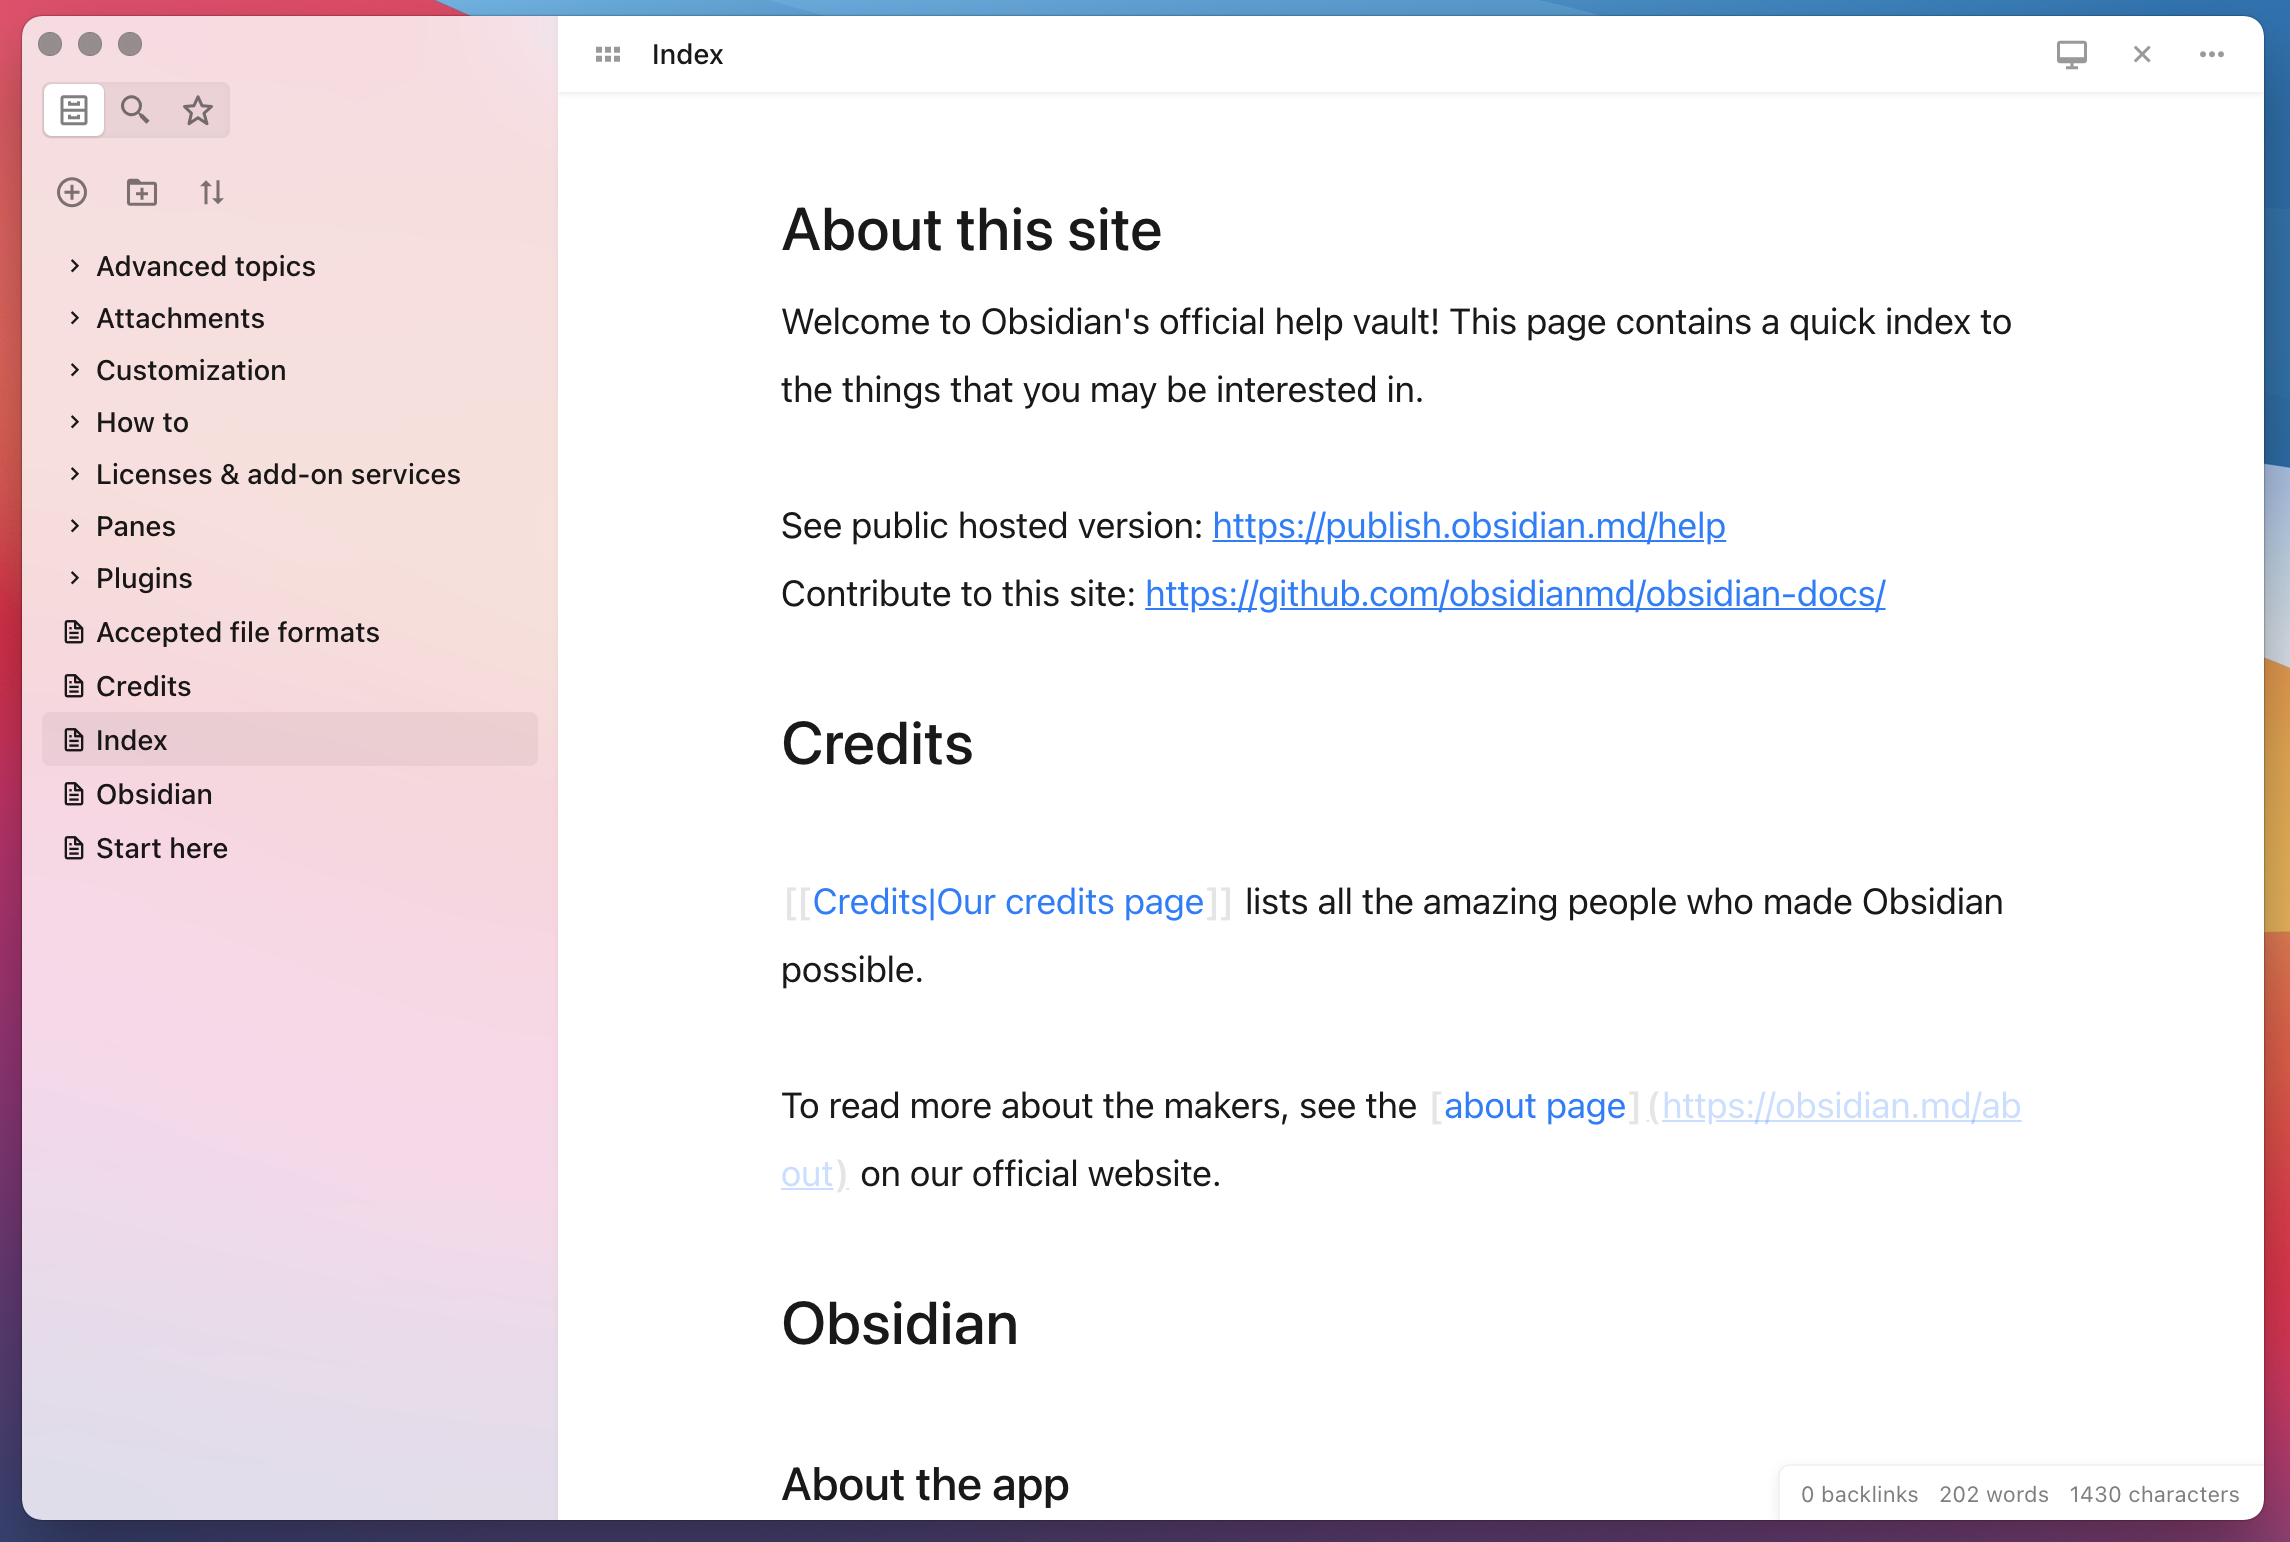 Index
Advanced topics
Attachments
Customization
How to
Licenses & add-on services
Panes
Plugins
Accepted file formats
Credits
Index
Obsidian
Start here
About this site
Welcome to Obsidian's official help vault! This page contains a quick index to
the things that you may be interested in.
See public hosted version: https://publish.obsidian.md/help
Contribute to this site: https://github.com/obsidianmd/obsidian-docs/
Credits
[[Credits|Our credits page]] lists all the amazing people who made Obsidian
possible.
To read more about the makers, see the [about page](https://obsidian.md/ab
out) on our official website.
Obsidian
About the app
0 backlinks 202 words 1430 characters